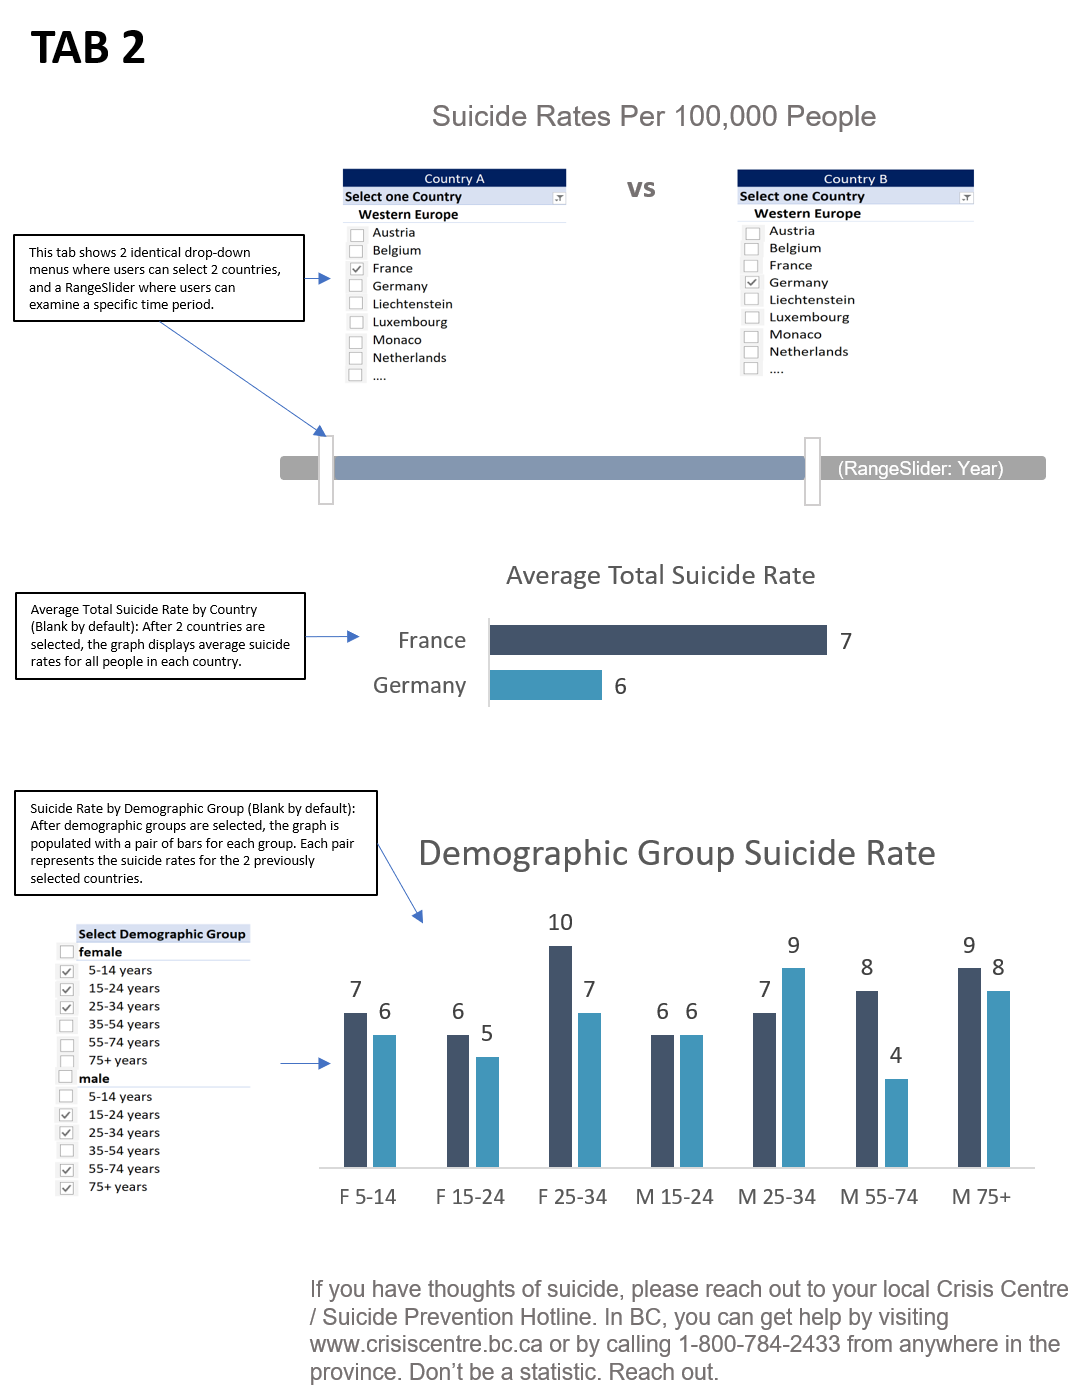 TAB 2
Suicide Rates Per 100,000 People
Country A
Select one Country
Western Europe
Austria
Belgium
France
Germany
Liechtenstein
Luxembourg
Monaco
Netherlands
....
vs
Country B
Select one Country
Western Europe
Austria
Belgium
France
Germany
Liechtenstein
Luxembourg
Monaco
Netherlands
....
This tab shows 2 identical drop-down
menus where users can select 2 countries,
and a RangeSlider where users can
examine a specific time period.
(RangeSlider: Year)
Average Total Suicide Rate
Average Total Suicide Rate by Country
(Blank by default): After 2 countries are
selected, the graph displays average suicide
rates for all people in each country.
France 7
Germany 6
Suicide Rate by Demographic Group (Blank by default):
After demographic groups are selected, the graph is
populated with a pair of bars for each group. Each pair
represents the suicide rates for the 2 previously
selected countries.
Demographic Group Suicide Rate
Select Demographic Group
female
5-14 years
15-24 years
25-34 years
35-54 years
55-74 years
75+ years
male
5-14 years
15-24 years
25-34 years
35-54 years
55-74 years
75+ years
7 6 6 5 10 7 6 6 7 9 8 4 9 8
F 5-14 F 15-24 F 25-34 M 15-24 M 25-34 M 55-74 M 75+
If you have thoughts of suicide, please reach out to your local Crisis Centre
/ Suicide Prevention Hotline. In BC, you can get help by visiting
www.crisiscentre.bc.ca or by calling 1-800-784-2433 from anywhere in the
province. Don't be a statistic. Reach out.